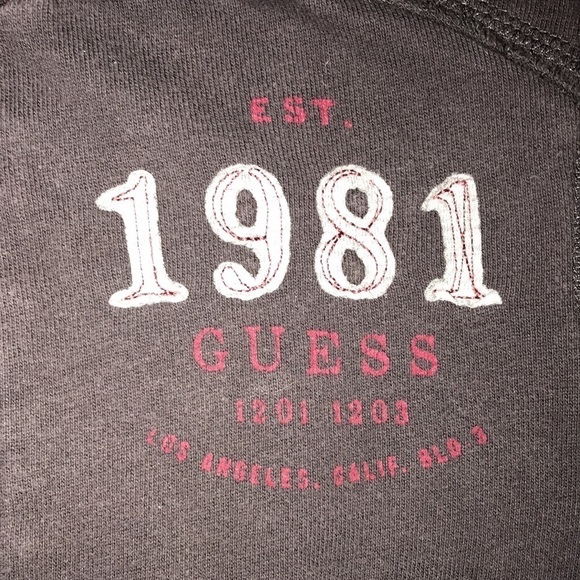 EST.
1981
GUESS
1201 1203
LOS ANGELES, CALIF. BLD.3